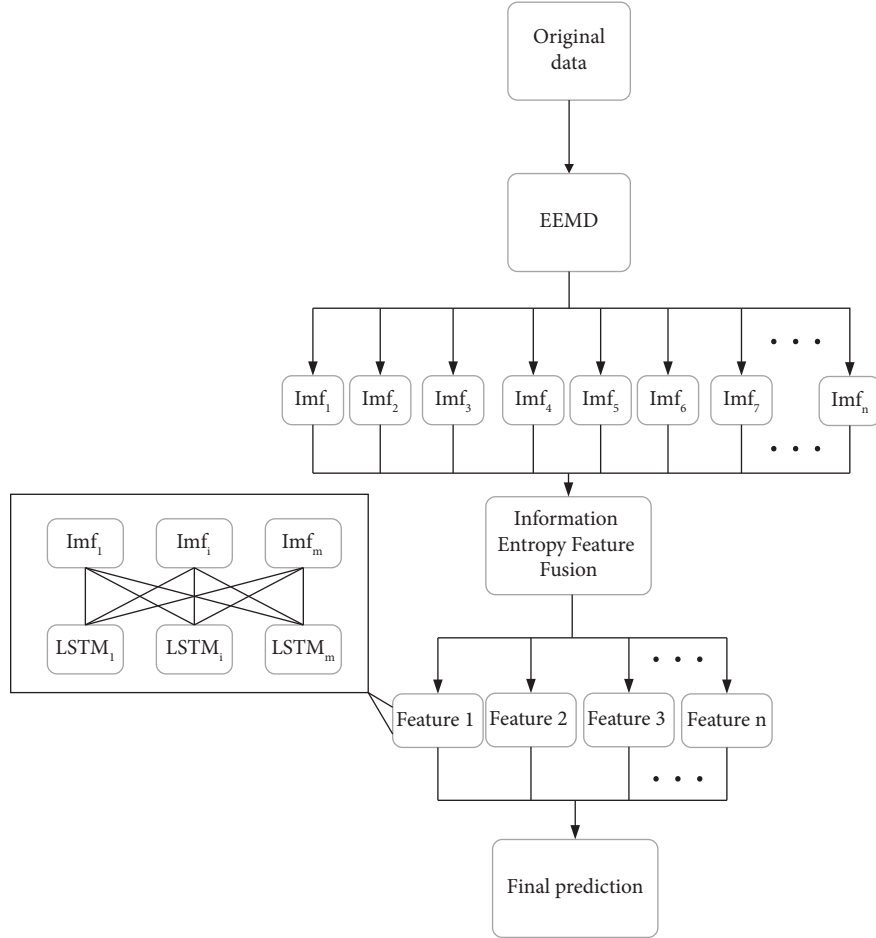 Original
data
EEMD
. . .
Imf₁ Imf₂ Imf₃ Imf₄ Imf₅ Imf₆ Imf₇ Imfₙ
. . .
Information
Entropy Feature
Fusion
Imf₁ Imfᵢ Imfₘ
LSTM₁ LSTMᵢ LSTMₘ
. . .
Feature 1 Feature 2 Feature 3 Feature n
. . .
Final prediction